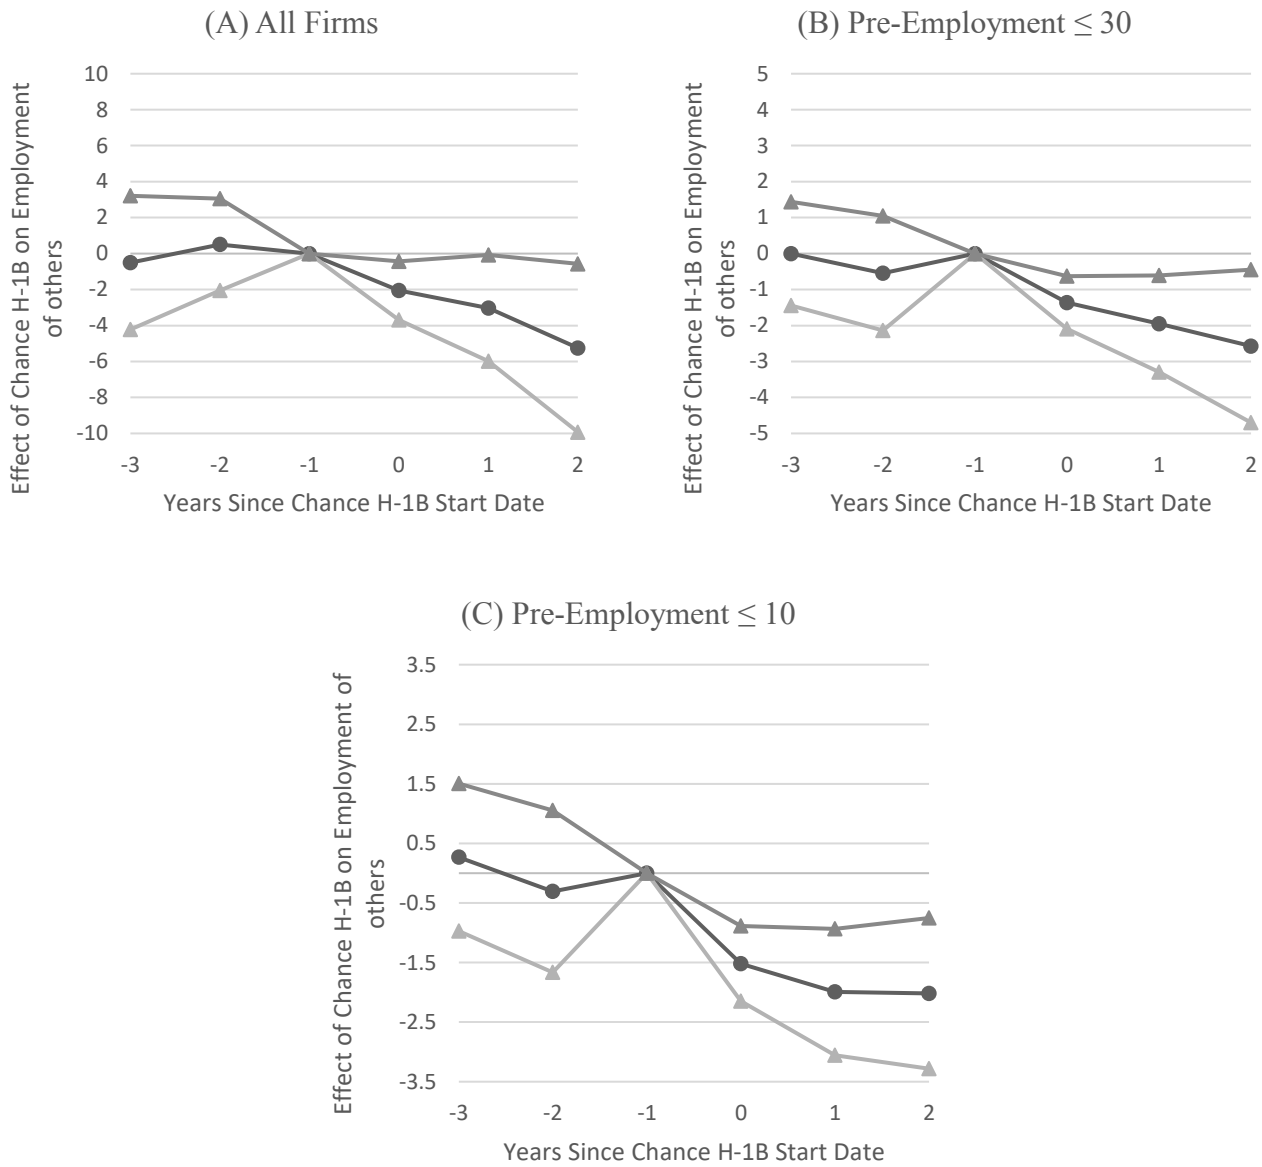 (A) All Firms
Effect of Chance H-1B on Employment
of others
10
8
6
4
2
0
-2
-4
-6
-8
-10
-3 -2 -1 0 1 2
Years Since Chance H-1B Start Date
(B) Pre-Employment ≤ 30
Effect of Chance H-1B on Employment
of others
5
4
3
2
1
0
-1
-2
-3
-4
-5
-3 -2 -1 0 1 2
Years Since Chance H-1B Start Date
(C) Pre-Employment ≤ 10
Effect of Chance H-1B on Employment of
others
3.5
2.5
1.5
0.5
-0.5
-1.5
-2.5
-3.5
-3 -2 -1 0 1 2
Years Since Chance H-1B Start Date